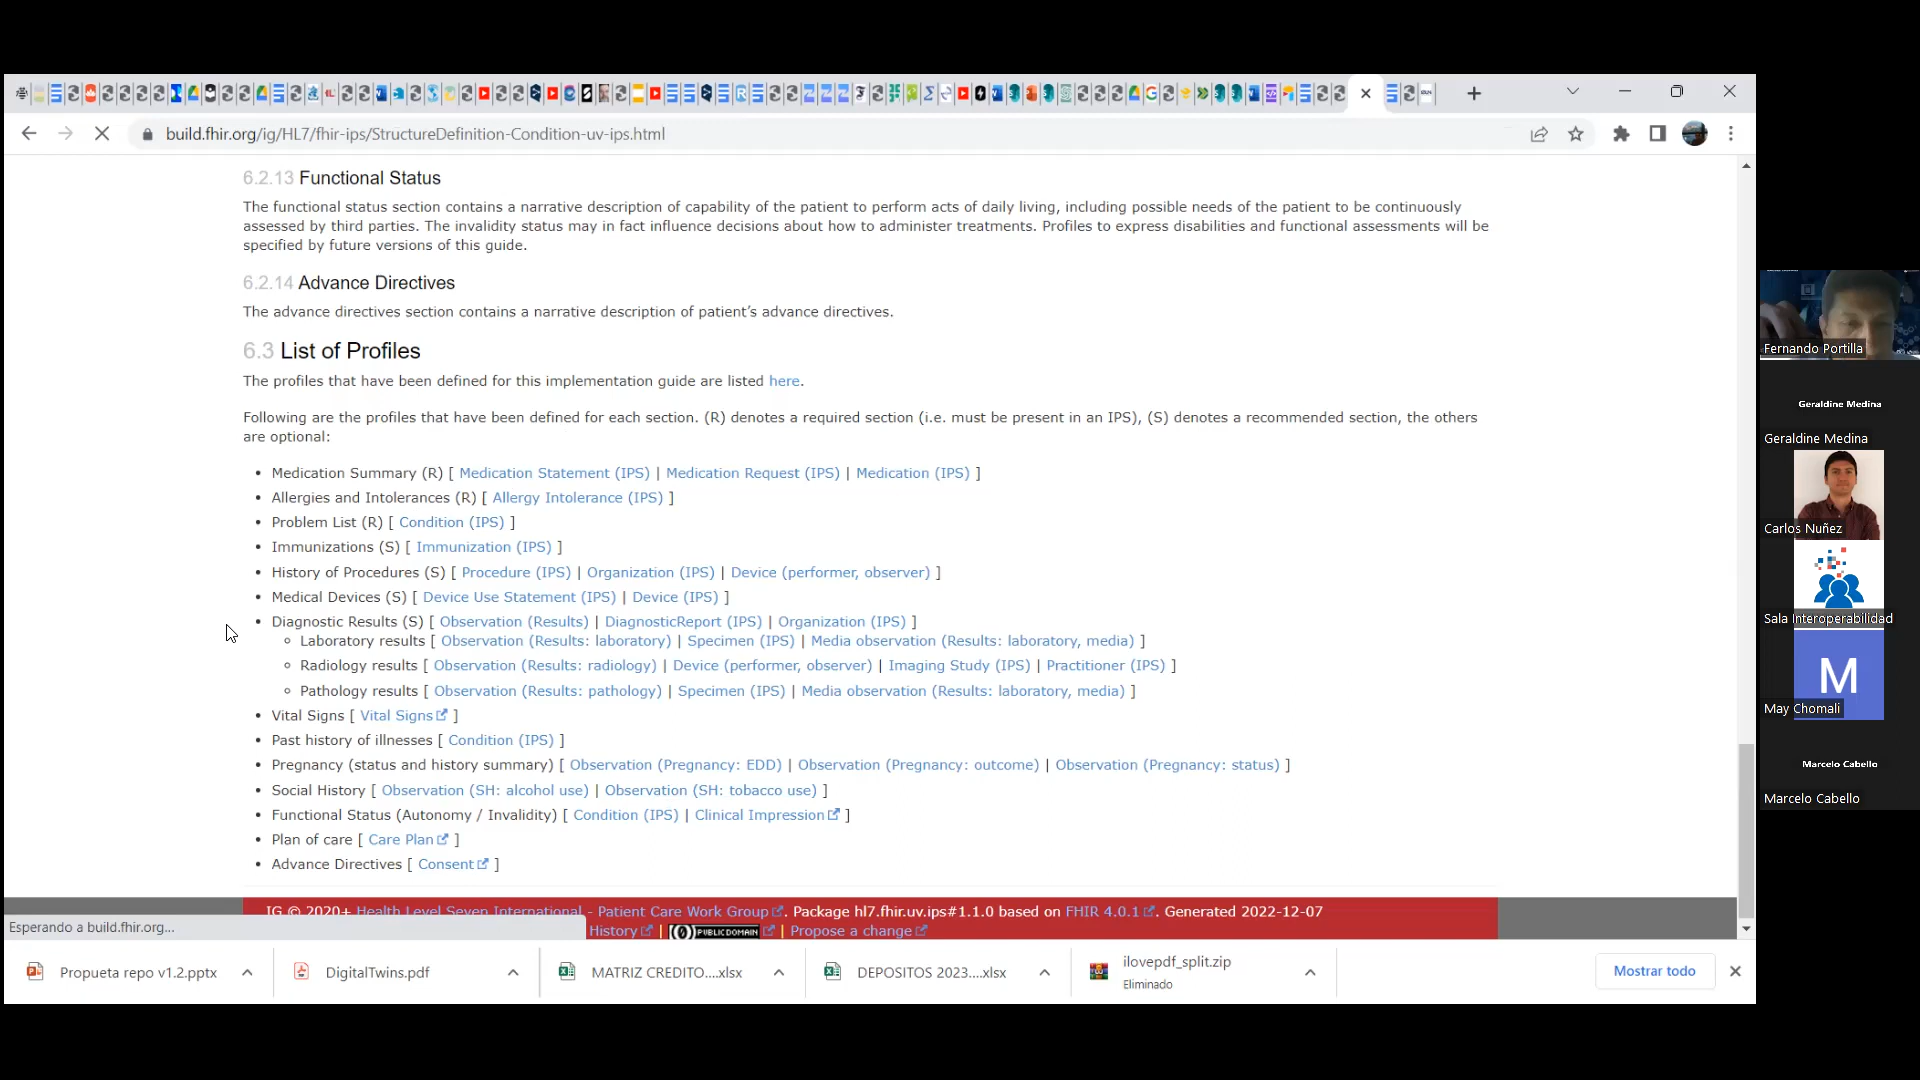 build.fhir.org/ig/HL7/fhir-ips/StructureDefinition-Condition-uv-ips.html
6.2.13 Functional Status
The functional status section contains a narrative description of capability of the patient to perform acts of daily living, including possible needs of the patient to be continuously
assessed by third parties. The invalidity status may in fact influence decisions about how to administer treatments. Profiles to express disabilities and functional assessments will be
specified by future versions of this guide.
6.2.14 Advance Directives
The advance directives section contains a narrative description of patient’s advance directives.
6.3 List of Profiles
The profiles that have been defined for this implementation guide are listed here.
Following are the profiles that have been defined for each section. (R) denotes a required section (i.e. must be present in an IPS), (S) denotes a recommended section, the others
are optional:
• Medication Summary (R) [ Medication Statement (IPS) | Medication Request (IPS) | Medication (IPS) ]
• Allergies and Intolerances (R) [ Allergy Intolerance (IPS) ]
• Problem List (R) [ Condition (IPS) ]
• Immunizations (S) [ Immunization (IPS) ]
• History of Procedures (S) [ Procedure (IPS) | Organization (IPS) | Device (performer, observer) ]
• Medical Devices (S) [ Device Use Statement (IPS) | Device (IPS) ]
• Diagnostic Results (S) [ Observation (Results) | DiagnosticReport (IPS) | Organization (IPS) ]
◦ Laboratory results [ Observation (Results: laboratory) | Specimen (IPS) | Media observation (Results: laboratory, media) ]
◦ Radiology results [ Observation (Results: radiology) | Device (performer, observer) | Imaging Study (IPS) | Practitioner (IPS) ]
◦ Pathology results [ Observation (Results: pathology) | Specimen (IPS) | Media observation (Results: laboratory, media) ]
• Vital Signs [ Vital Signs ]
• Past history of illnesses [ Condition (IPS) ]
• Pregnancy (status and history summary) [ Observation (Pregnancy: EDD) | Observation (Pregnancy: outcome) | Observation (Pregnancy: status) ]
• Social History [ Observation (SH: alcohol use) | Observation (SH: tobacco use) ]
• Functional Status (Autonomy / Invalidity) [ Condition (IPS) | Clinical Impression ]
• Plan of care [ Care Plan ]
• Advance Directives [ Consent ]
IG © 2020+ Health Level Seven International - Patient Care Work Group. Package hl7.fhir.uv.ips#1.1.0 based on FHIR 4.0.1. Generated 2022-12-07
History | PUBLIC DOMAIN | Propose a change
Esperando a build.fhir.org...
Propueta repo v1.2.pptx
DigitalTwins.pdf
MATRIZ CREDITO....xlsx
DEPOSITOS 2023....xlsx
ilovepdf_split.zip
Eliminado
Mostrar todo
Fernando Portilla
Geraldine Medina
Geraldine Medina
Carlos Nuñez
Sala Interoperabilidad
M
May Chomali
Marcelo Cabello
Marcelo Cabello